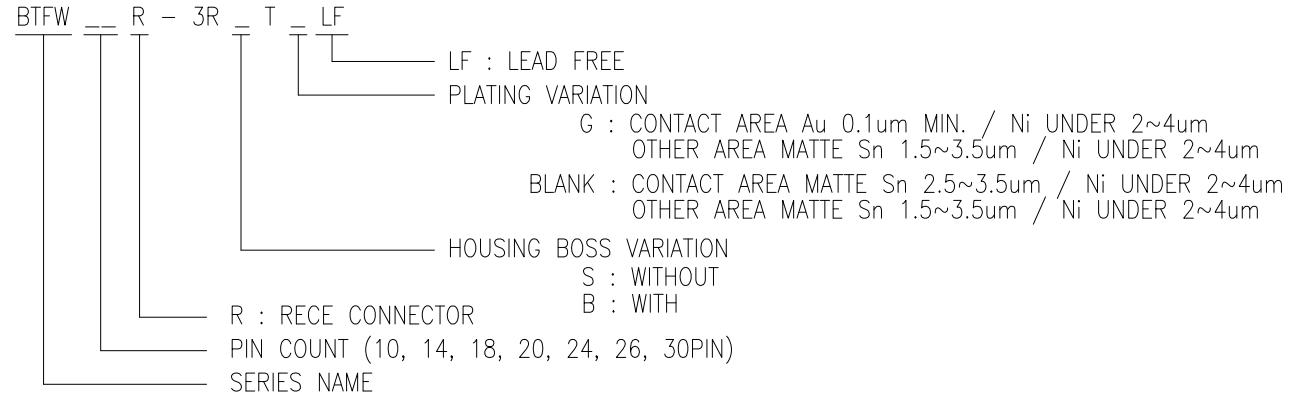 BTFW __ R - 3R _ T _ LF
LF : LEAD FREE
PLATING VARIATION
G : CONTACT AREA Au 0.1um MIN. / Ni UNDER 2~4um
OTHER AREA MATTE Sn 1.5~3.5um / Ni UNDER 2~4um
BLANK : CONTACT AREA MATTE Sn 2.5~3.5um / Ni UNDER 2~4um
OTHER AREA MATTE Sn 1.5~3.5um / Ni UNDER 2~4um
HOUSING BOSS VARIATION
S : WITHOUT
B : WITH
R : RECE CONNECTOR
PIN COUNT (10, 14, 18, 20, 24, 26, 30PIN)
SERIES NAME